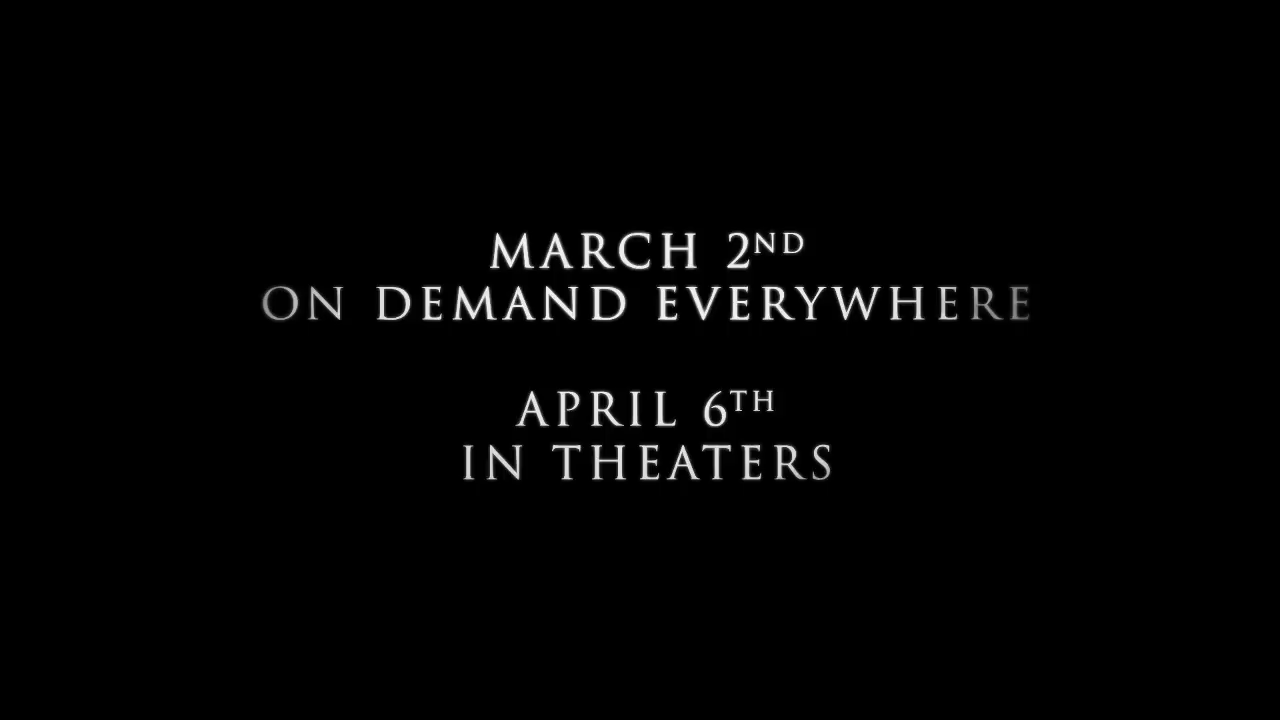 MARCH 2ND
ON DEMAND EVERYWHERE
APRIL 6TH
IN THEATERS